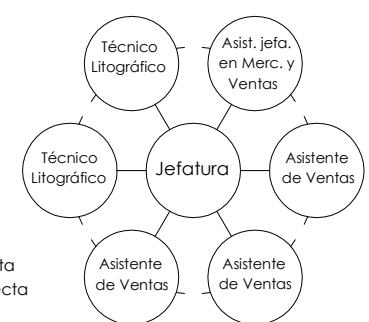 Técnico
Litográfico
Asist. jefa.
en Merc. y
Ventas
Técnico
Litográfico
Jefatura
Asistente
de Ventas
Asistente
de Ventas
Asistente
de Ventas